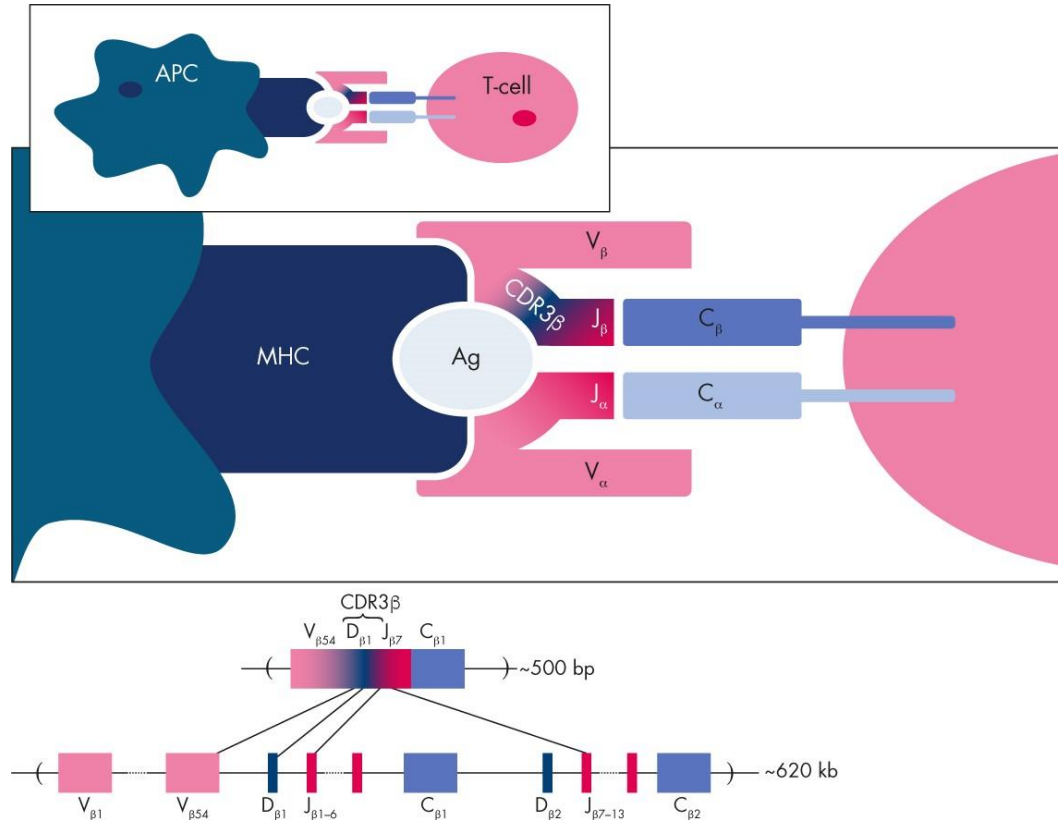 APC
T-cell
Vβ
CDR3β
Jβ
Cβ
MHC
Ag
Jα
Cα
Vα
CDR3β
Vβ54 Dβ1 Jβ7 Cβ1
( ) ~500 bp
( ) ~620 kb
Vβ1 Vβ54 Dβ1 Jβ1–6 Cβ1 Dβ2 Jβ7–13 Cβ2